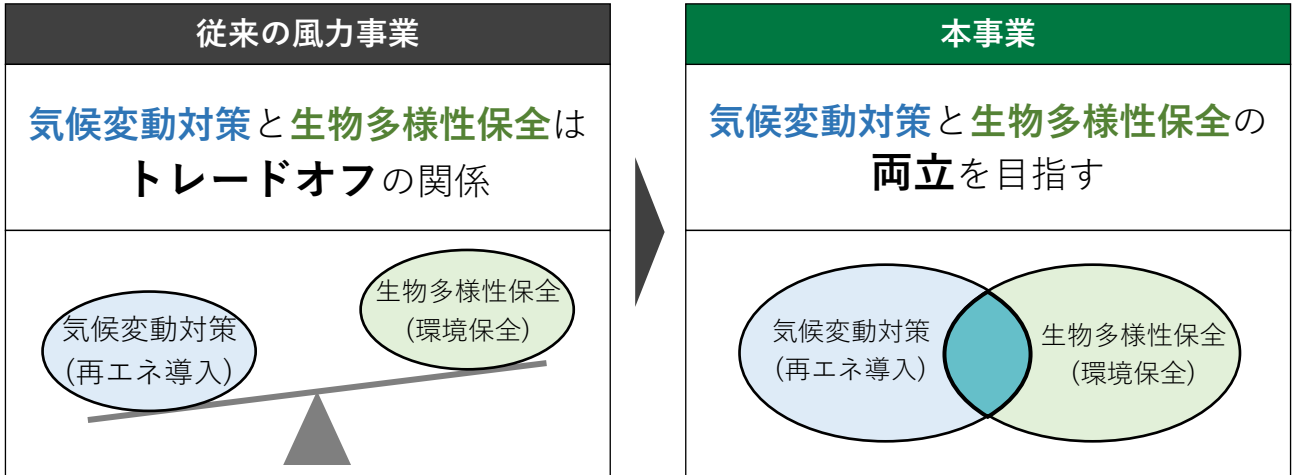 従来の風力事業
気候変動対策と生物多様性保全は
トレードオフの関係
気候変動対策
(再エネ導入)
生物多様性保全
(環境保全)
本事業
気候変動対策と生物多様性保全の
両立を目指す
気候変動対策
(再エネ導入)
生物多様性保全
(環境保全)